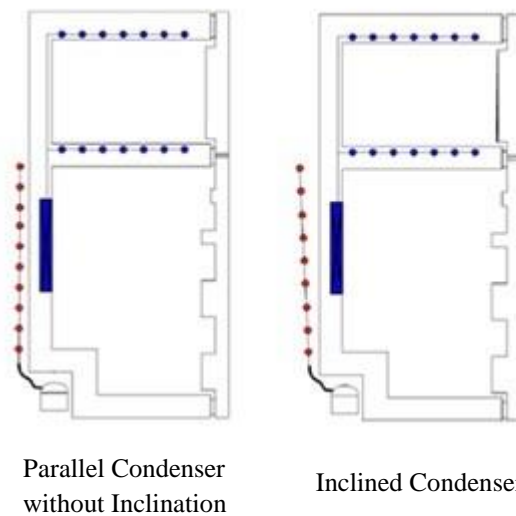 Parallel Condenser
without Inclination
Inclined Condenser